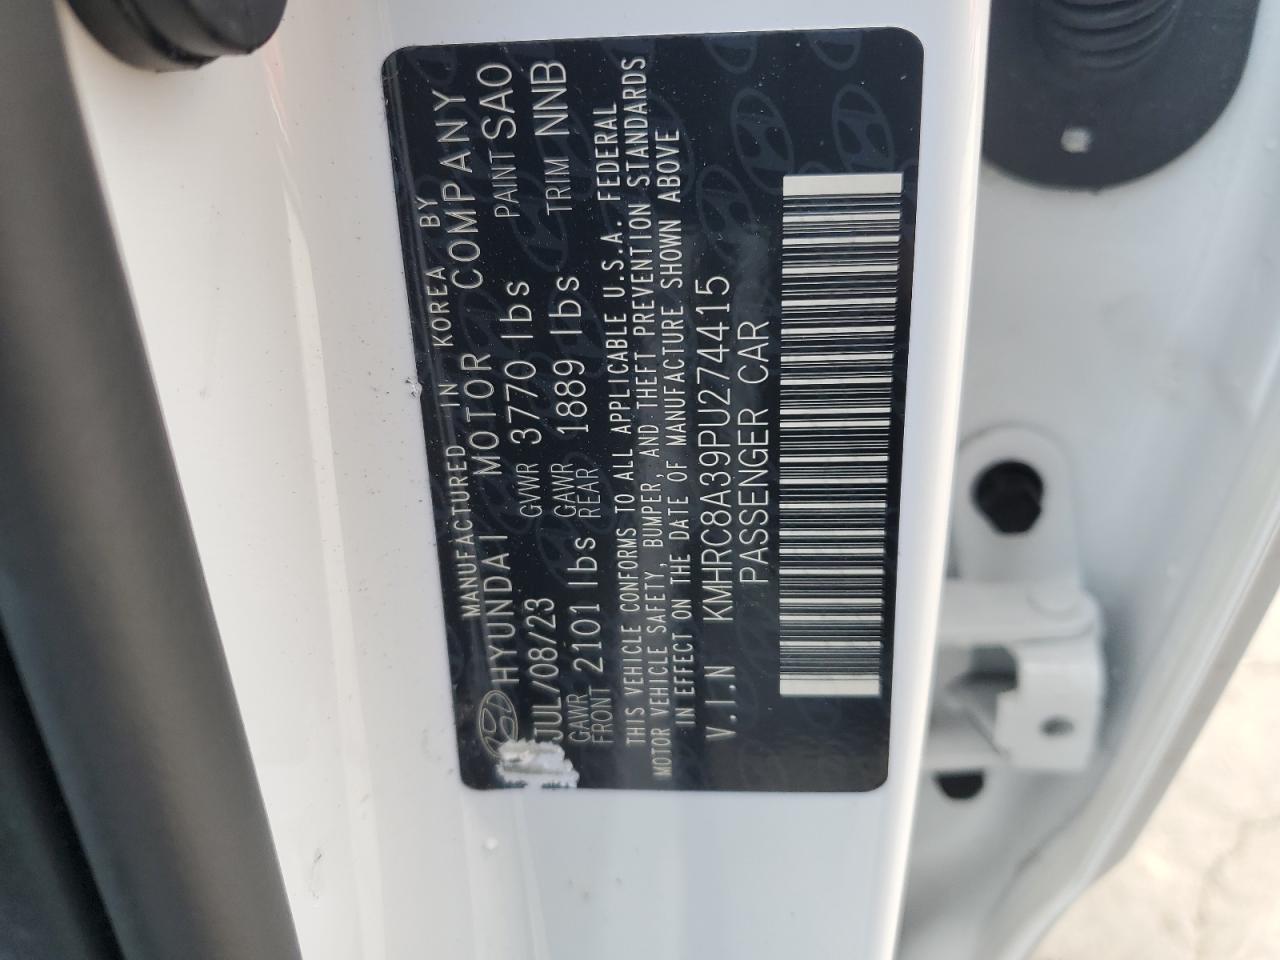 MANUFACTURED IN KOREA BY
HYUNDAI MOTOR COMPANY
JUL/08/23 GVWR 3770 lbs PAINT SAO
GAWR FRONT 2101 lbs GAWR REAR 1889 lbs TRIM NNB
THIS VEHICLE CONFORMS TO ALL APPLICABLE U.S.A. FEDERAL
MOTOR VEHICLE SAFETY, BUMPER, AND THEFT PREVENTION STANDARDS
IN EFFECT ON THE DATE OF MANUFACTURE SHOWN ABOVE
V.I.N KMHRC8A39PU274415
PASSENGER CAR